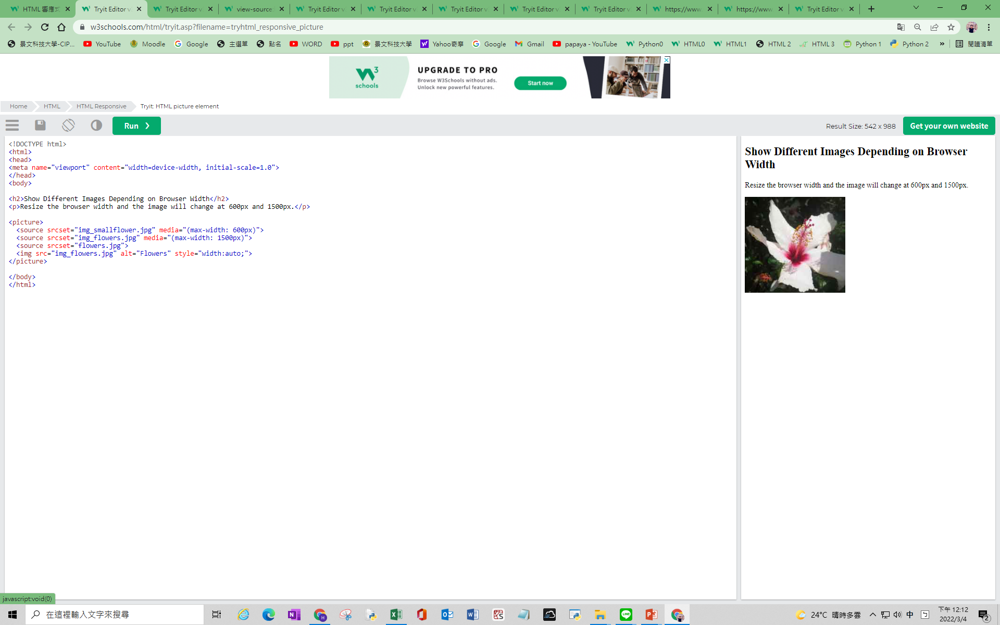 HTML 響應式
Tryit Editor v
Tryit Editor v
view-source:
Tryit Editor v
Tryit Editor v
Tryit Editor v
Tryit Editor v
Tryit Editor v
https://www
https://www
Tryit Editor v
w3schools.com/html/tryit.asp?filename=tryhtml_responsive_picture
景文科技大學-CIP...
YouTube
Moodle
Google
主選單
點名
WORD
ppt
景文科技大學
Yahoo奇摩
Google
Gmail
papaya - YouTube
Python0
HTML0
HTML1
HTML 2
HTML 3
Python 1
Python 2
»
閱讀清單
W3 schools
UPGRADE TO PRO
Browse W3Schools without ads.
Unlock new powerful features.
Start now
Home
HTML
HTML Responsive
Tryit: HTML picture element
Run ❯
Result Size: 542 x 988
Get your own website
<!DOCTYPE html>
<html>
<head>
<meta name="viewport" content="width=device-width, initial-scale=1.0">
</head>
<body>
<h2>Show Different Images Depending on Browser Width</h2>
<p>Resize the browser width and the image will change at 600px and 1500px.</p>
<picture>
<source srcset="img_smallflower.jpg" media="(max-width: 600px)">
<source srcset="img_flowers.jpg" media="(max-width: 1500px)">
<source srcset="flowers.jpg">
<img src="img_flowers.jpg" alt="Flowers" style="width:auto;">
</picture>
</body>
</html>
Show Different Images Depending on Browser
Width
Resize the browser width and the image will change at 600px and 1500px.
javascript:void(0)
在這裡輸入文字來搜尋
24°C 晴時多雲
中
ㄅ
下午 12:12
2022/3/4
2